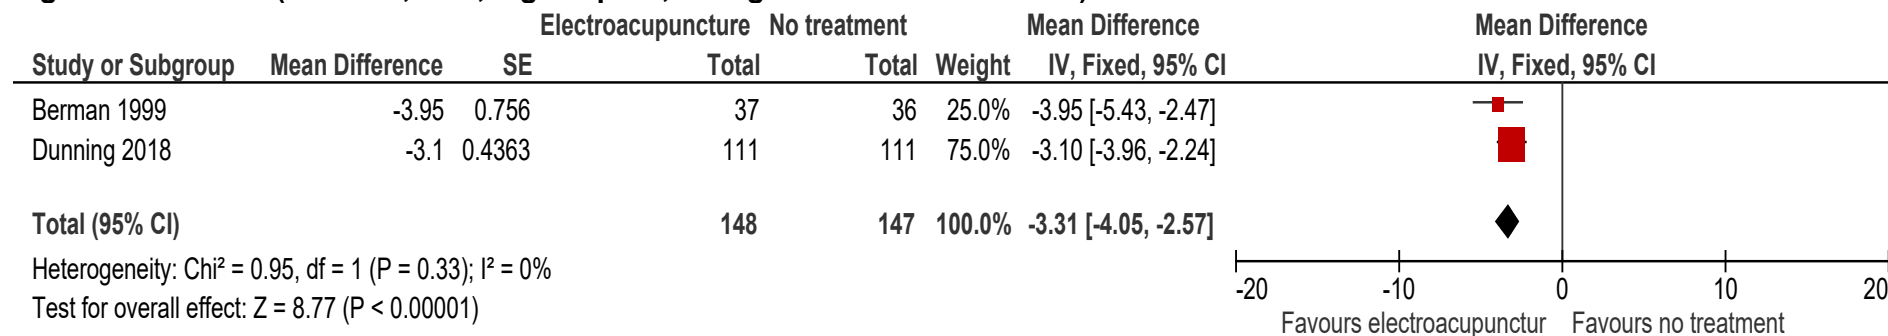 Electroacupuncture No treatment Mean Difference Mean Difference
Study or Subgroup Mean Difference SE Total Total Weight IV, Fixed, 95% CI IV, Fixed, 95% CI
Berman 1999 -3.95 0.756 37 36 25.0% -3.95 [-5.43, -2.47]
Dunning 2018 -3.1 0.4363 111 111 75.0% -3.10 [-3.96, -2.24]
Total (95% CI) 148 147 100.0% -3.31 [-4.05, -2.57]
Heterogeneity: Chi² = 0.95, df = 1 (P = 0.33); I² = 0%
Test for overall effect: Z = 8.77 (P < 0.00001)
-20 -10 0 10 20
Favours electroacupunctur Favours no treatment